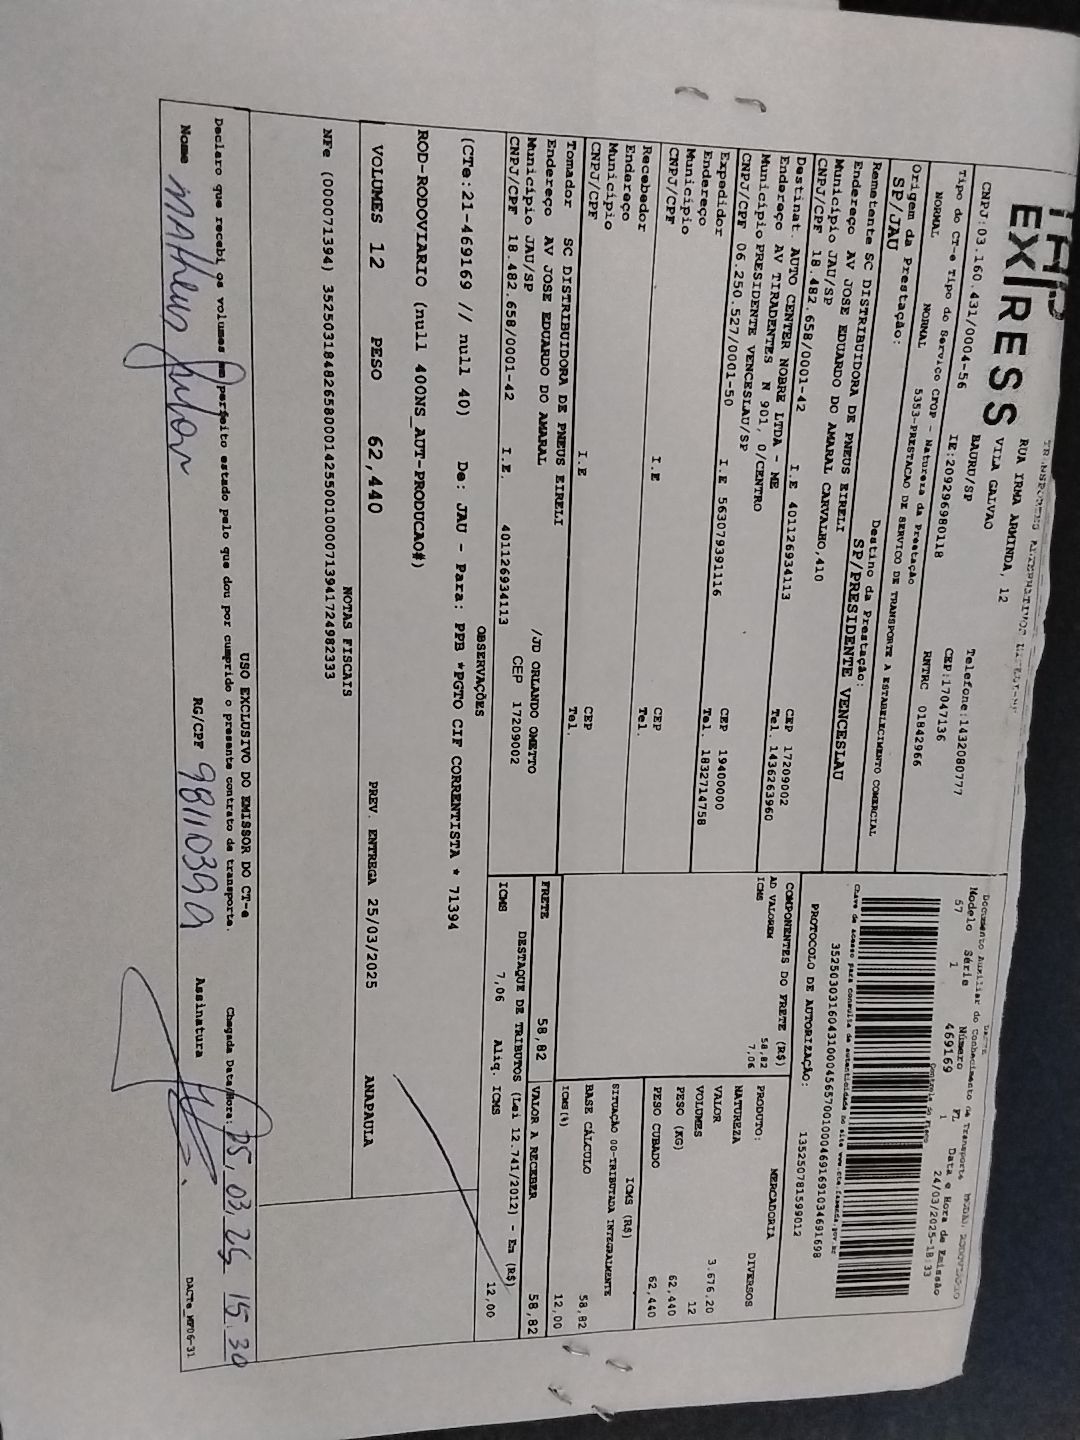 EXPRESS
RUA IRMA ARMINDA, 12
VILA GALVAO
BAURU/SP
Telefone:1432080777
CEP:17047136
CNPJ:03.160.431/0004-56 IE:209296980118 RNTRC 01842966
Tipo do CT-e Tipo do Servico CFOP - Natureza da Prestação
NORMAL NORMAL 5353-PRESTACAO DE SERVICO DE TRANSPORTE A ESTABELECIMENTO COMERCIAL
Origem da Prestação: Destino da Prestação:
SP/JAU SP/PRESIDENTE VENCESLAU
Remetente SC DISTRIBUIDORA DE PNEUS EIRELI
Endereço AV JOSE EDUARDO DO AMARAL CARVALHO,410
Município JAU/SP CEP 17209002
CNPJ/CPF 18.482.658/0001-42 I.E 401126934113 Tel. 1436263960
Destinat. AUTO CENTER NOBRE LTDA - ME
Endereço AV TIRADENTES N 901, 0/CENTRO
Município PRESIDENTE VENCESLAU/SP CEP 19400000
CNPJ/CPF 06.250.527/0001-50 I.E 563079391116 Tel. 1832714758
Expedidor
Endereço
Município CEP
CNPJ/CPF I.E Tel.
Recebedor
Endereço
Município CEP
CNPJ/CPF I.E Tel.
Tomador SC DISTRIBUIDORA DE PNEUS EIRELI
Endereço AV JOSE EDUARDO DO AMARAL /JD ORLANDO OMETTO
Município JAU/SP CEP 17209002
CNPJ/CPF 18.482.658/0001-42 I.E. 401126934113
Documento Auxiliar do Conhecimento de Transporte
Modelo Série Número Fl. Data e Hora de Emissão
57 1 469169 1 24/03/2025-18:33
Controle do Fisco
Chave de acesso para consulta de autenticidade no site www.cte.fazenda.gov.br
35250303160431000456570010004691691034691698
PROTOCOLO DE AUTORIZAÇÃO: 135250781599012
COMPONENTES DO FRETE (R$)
AD VALOREM 58,82
ICMS 7,06
PRODUTO: MERCADORIA
NATUREZA DIVERSOS
VALOR 3.676,20
VOLUMES 12
PESO (KG) 62,440
PESO CUBADO 62,440
ICMS (R$)
SITUAÇÃO 00-TRIBUTADA INTEGRALMENTE
BASE CÁLCULO 58,82
ICMS(%) 12,00
FRETE 58,82 VALOR A RECEBER 58,82
DESTAQUE DE TRIBUTOS (Lei 12.741/2012) - Em (R$)
ICMS 7,06 Aliq. ICMS 12,00
OBSERVAÇÕES
(CTe:21-469169 // null 40) De: JAU - Para: PPB *PGTO CIF CORRENTISTA * 71394
ROD-RODOVIARIO (null 400NS_AUT-PRODUCAO#)
VOLUMES 12 PESO 62,440 PREV. ENTREGA 25/03/2025 ANAPAULA
NOTAS FISCAIS
NFe (000071394) 35250318482658000142550010000713941724982333
USO EXCLUSIVO DO EMISSOR DO CT-e
Declaro que recebi os volumes em perfeito estado pelo que dou por cumprido o presente contrato de transporte. Chegada Data/Hora: 25.03.25 15.30
Nome Matheus RG/CPF Assinatura
DACTe_WF06-31